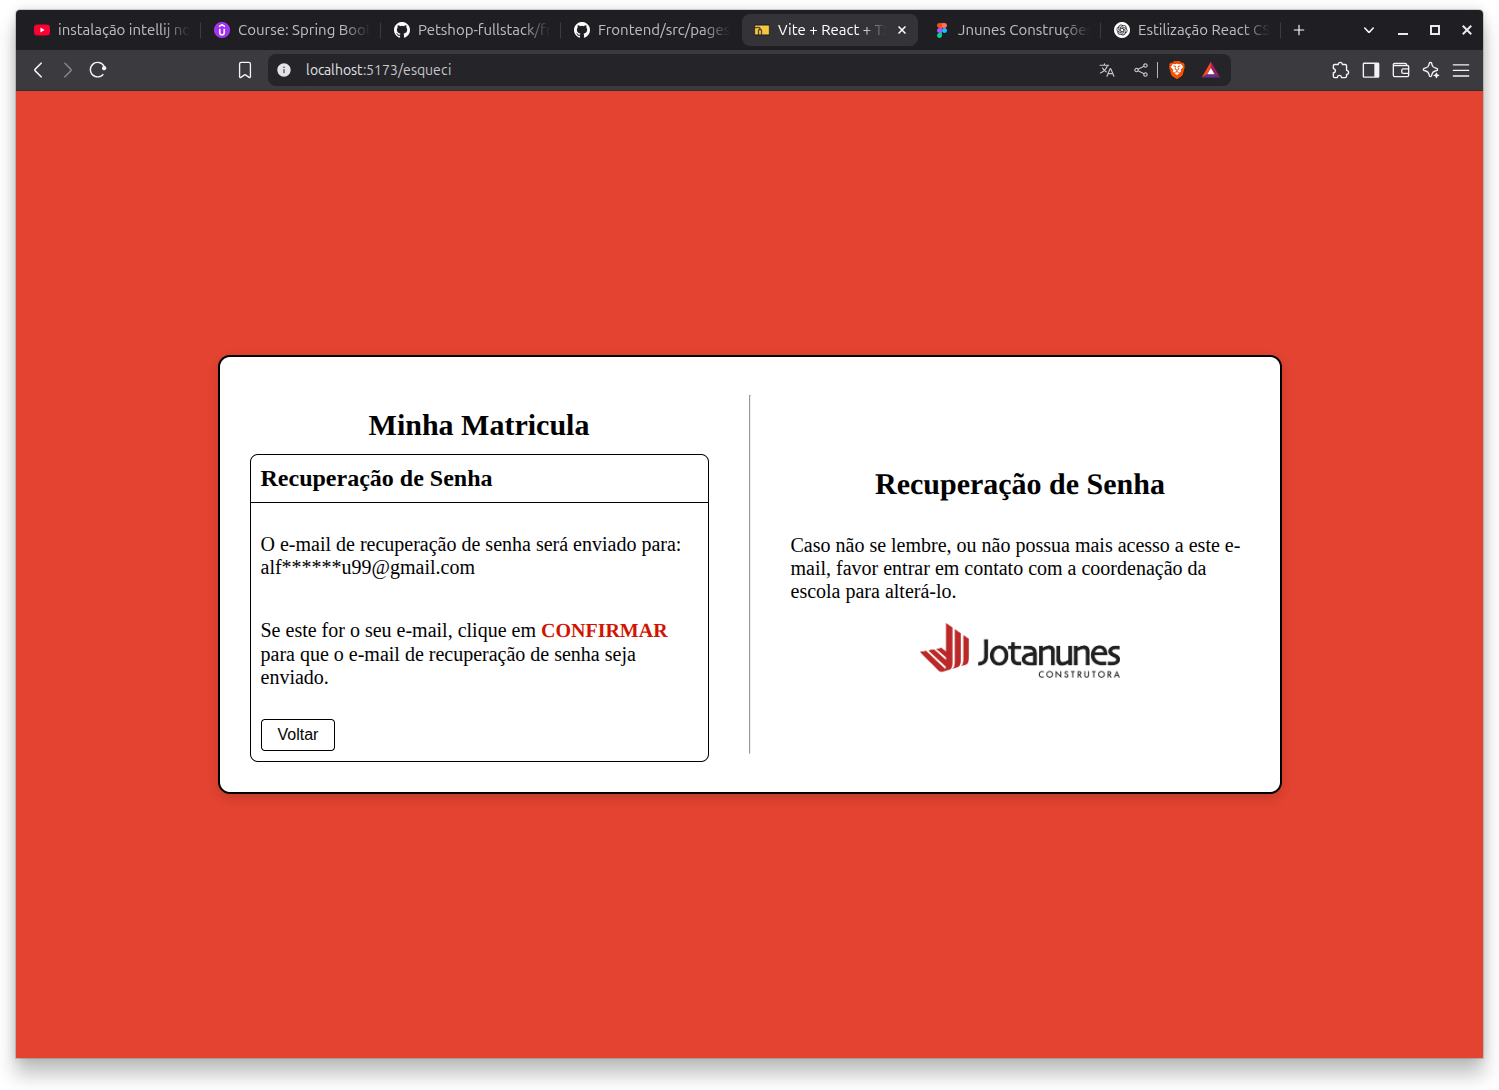 instalação intellij no
Course: Spring Boot
Petshop-fullstack/
Frontend/src/pages
Vite + React +
Jnunes Construçõe
Estilização React CS
localhost:5173/esqueci
Minha Matricula
Recuperação de Senha
O e-mail de recuperação de senha será enviado para:
alf******u99@gmail.com
Se este for o seu e-mail, clique em CONFIRMAR
para que o e-mail de recuperação de senha seja
enviado.
Voltar
Recuperação de Senha
Caso não se lembre, ou não possua mais acesso a este e-
mail, favor entrar em contato com a coordenação da
escola para alterá-lo.
Jotanunes
CONSTRUTORA